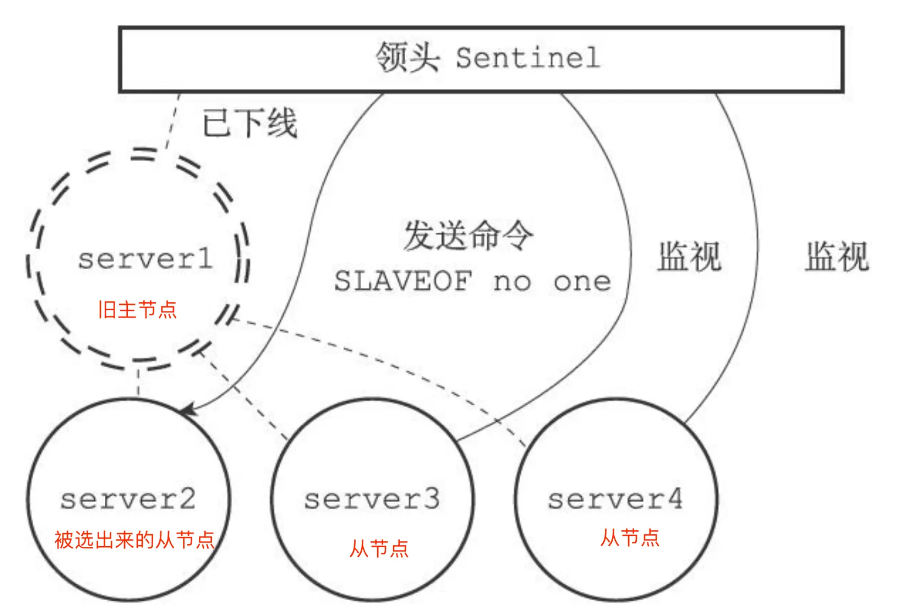 领头 Sentinel
已下线
server1
旧主节点
发送命令
SLAVEOF no one
监视
监视
server2
被选出来的从节点
server3
从节点
server4
从节点